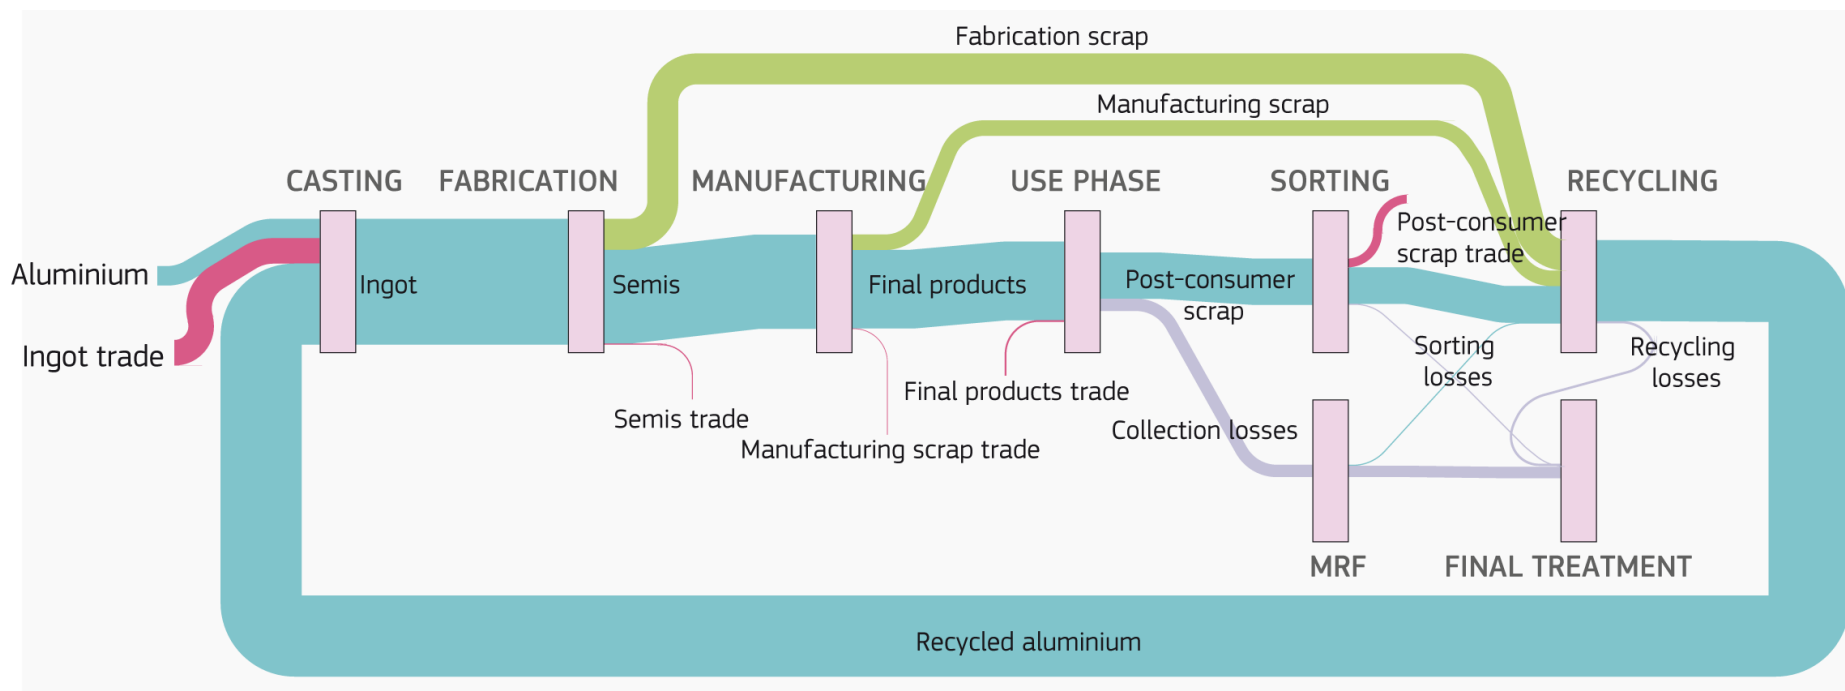 Fabrication scrap
Manufacturing scrap
CASTING
FABRICATION
MANUFACTURING
USE PHASE
SORTING
RECYCLING
Post-consumer
scrap trade
Aluminium
Ingot
Semis
Final products
Post-consumer
scrap
Ingot trade
Sorting
losses
Recycling
losses
Final products trade
Semis trade
Collection losses
Manufacturing scrap trade
MRF
FINAL TREATMENT
Recycled aluminium